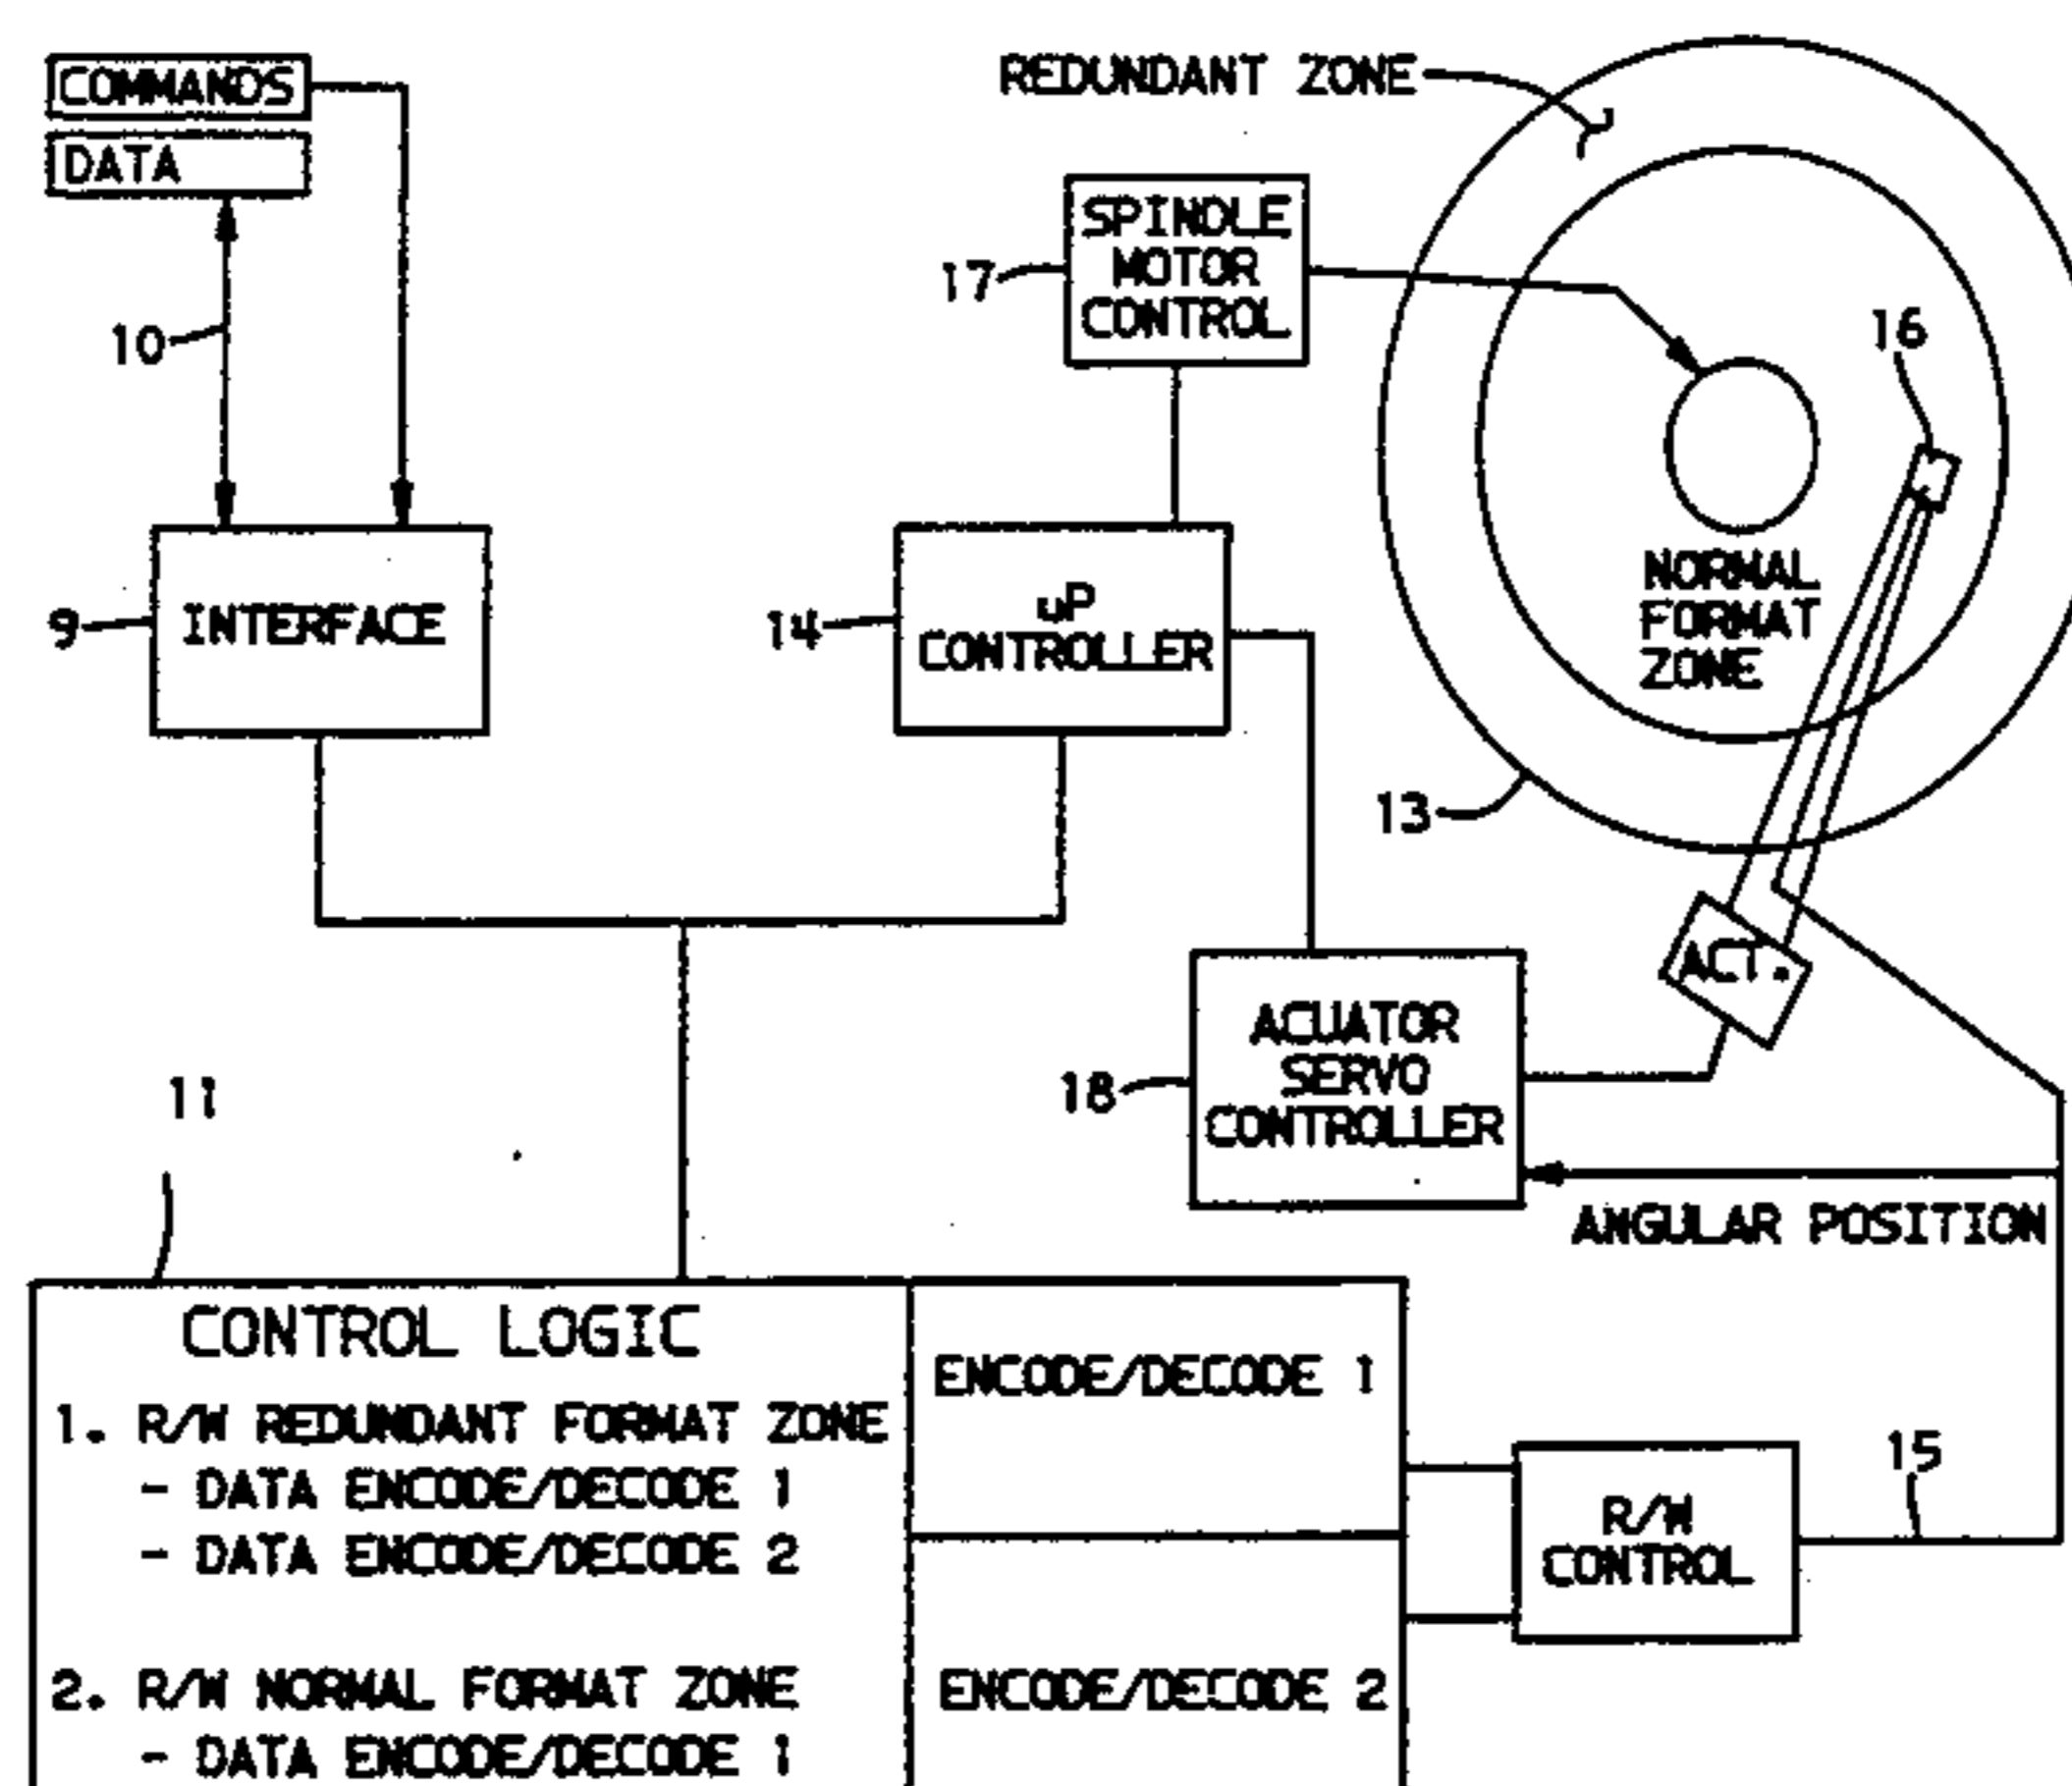 COMMANDS
DATA
10
9
INTERFACE
REDUNDANT ZONE
17
SPINDLE
MOTOR
CONTROL
16
14
uP
CONTROLLER
NORMAL
FORMAT
ZONE
13
ACT.
18
ACUATOR
SERVO
CONTROLLER
ANGULAR POSITION
11
CONTROL LOGIC
1. R/W REDUNDANT FORMAT ZONE
- DATA ENCODE/DECODE 1
- DATA ENCODE/DECODE 2
2. R/W NORMAL FORMAT ZONE
- DATA ENCODE/DECODE 1
ENCODE/DECODE 1
ENCODE/DECODE 2
R/W
CONTROL
15